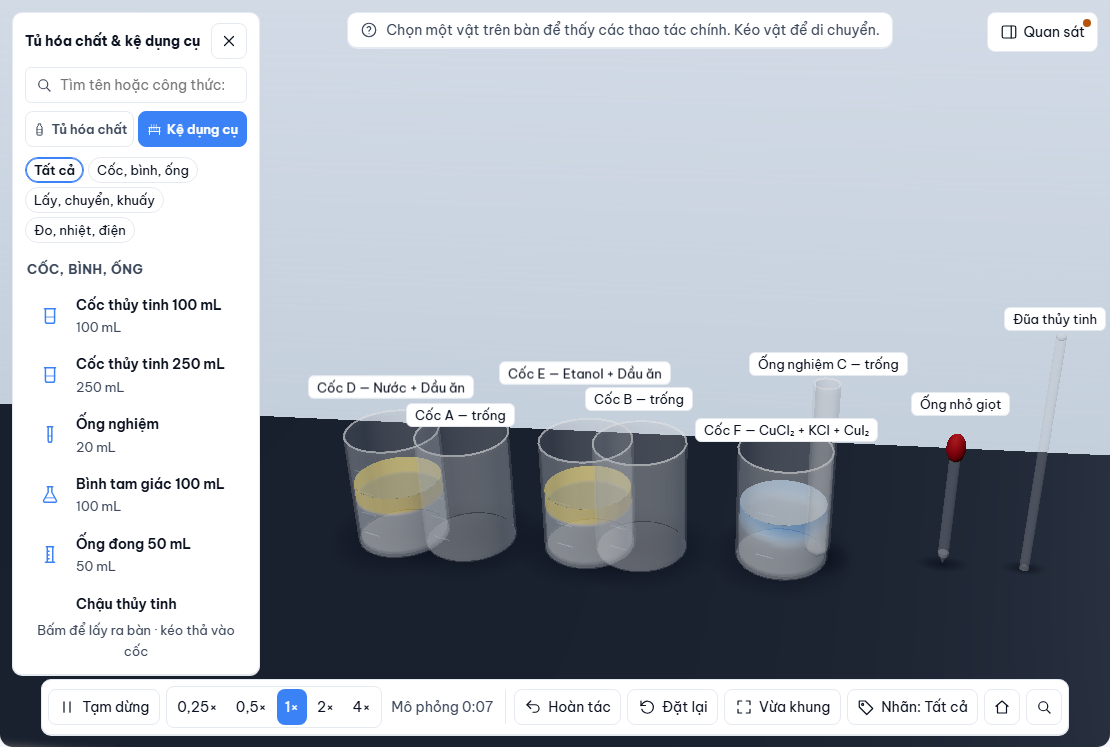 Tủ hóa chất & kệ dụng cụ
Tìm tên hoặc công thức:
Tủ hóa chất
Kệ dụng cụ
Tất cả
Cốc, bình, ống
Lấy, chuyển, khuấy
Đo, nhiệt, điện
CỐC, BÌNH, ỐNG
Cốc thủy tinh 100 mL
100 mL
Cốc thủy tinh 250 mL
250 mL
Ống nghiệm
20 mL
Bình tam giác 100 mL
100 mL
Ống đong 50 mL
50 mL
Chậu thủy tinh
Bấm để lấy ra bàn · kéo thả vào
cốc
Chọn một vật trên bàn để thấy các thao tác chính. Kéo vật để di chuyển.
Quan sát
Đũa thủy tinh
Ống nghiệm C — trống
Cốc E — Etanol + Dầu ăn
Cốc D — Nước + Dầu ăn
Cốc B — trống
Ống nhỏ giọt
Cốc A — trống
Cốc F — CuCl₂ + KCl + CuI₂
Tạm dừng
0,25×
0,5×
1×
2×
4×
Mô phỏng 0:07
Hoàn tác
Đặt lại
Vừa khung
Nhãn: Tất cả